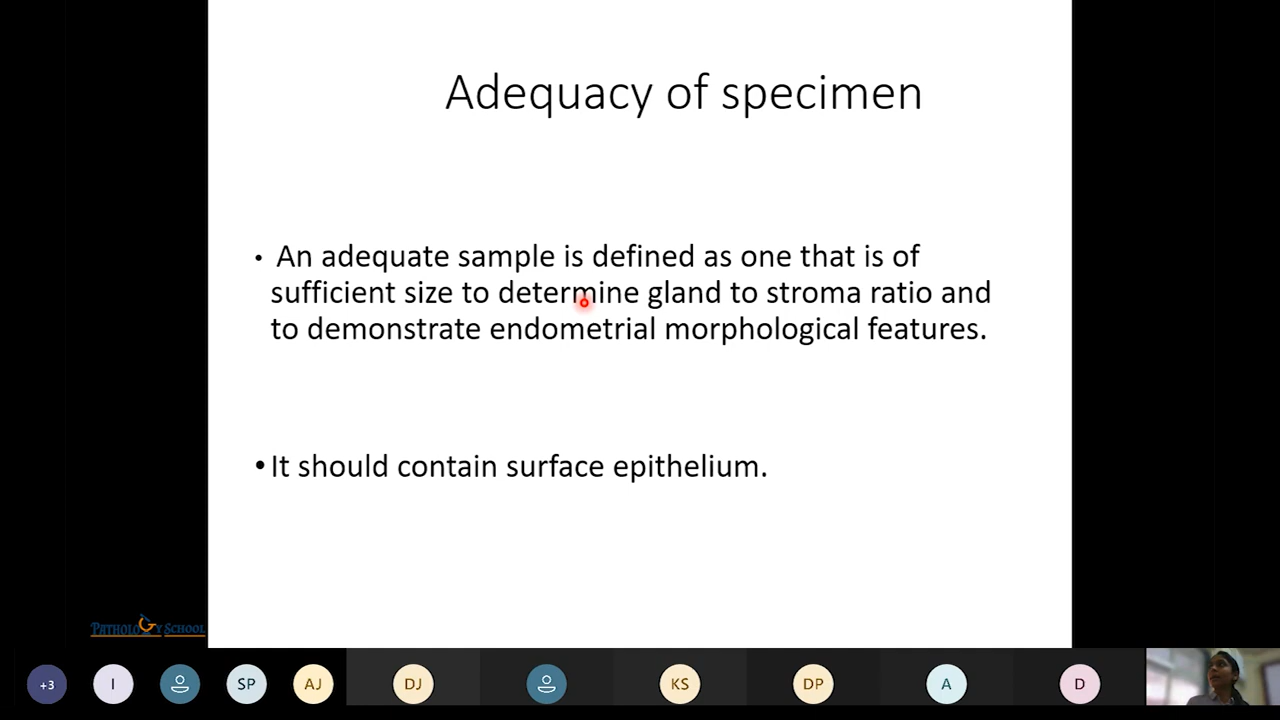 Adequacy of specimen
• An adequate sample is defined as one that is of
sufficient size to determine gland to stroma ratio and
to demonstrate endometrial morphological features.
• It should contain surface epithelium.
PATHOLOGY SCHOOL
+3 I SP AJ DJ KS DP A D